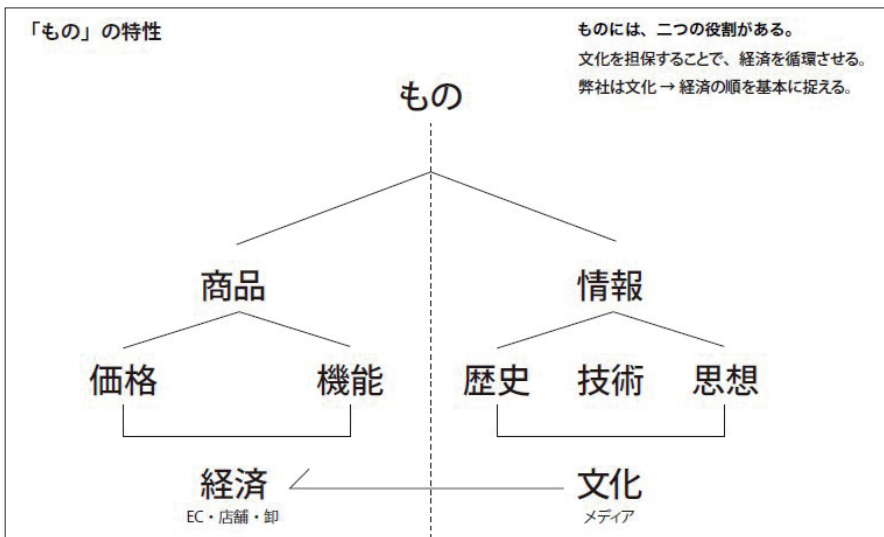 「もの」の特性
ものには、二つの役割がある。
文化を担保することで、経済を循環させる。
弊社は文化 → 経済の順を基本に捉える。
もの
商品
情報
価格
機能
歴史
技術
思想
経済
EC・店舗・卸
文化
メディア